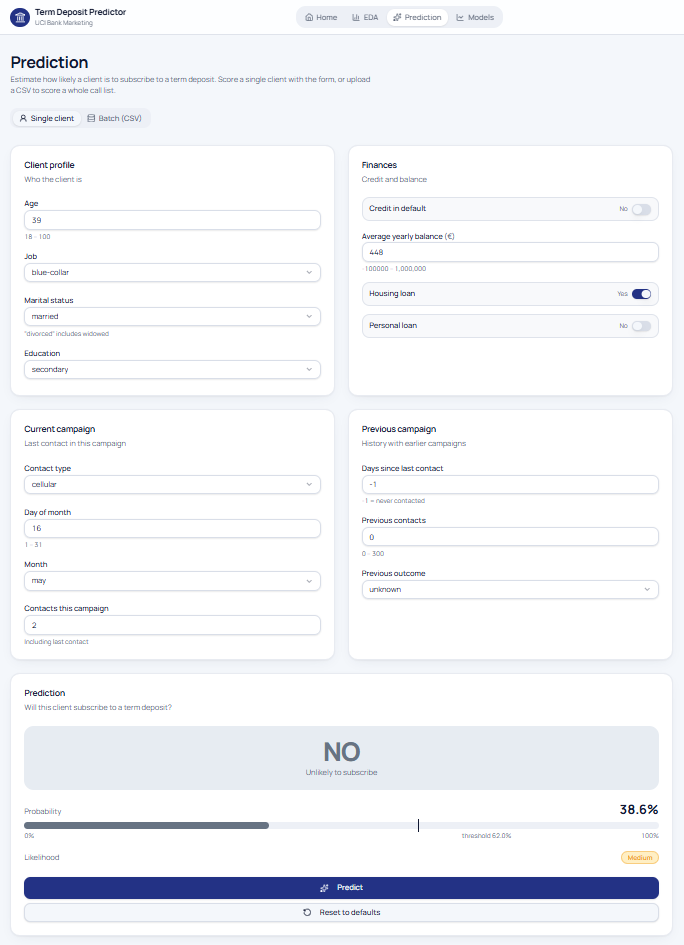 Term Deposit Predictor
UCI Bank Marketing
Home
EDA
Prediction
Models
Prediction
Estimate how likely a client is to subscribe to a term deposit. Score a single client with the form, or upload
a CSV to score a whole call list.
Single client
Batch (CSV)
Client profile
Who the client is
Age
39
18 - 100
Job
blue-collar
Marital status
married
"divorced" includes widowed
Education
secondary
Finances
Credit and balance
Credit in default
No
Average yearly balance (€)
448
-100000 - 1,000,000
Housing loan
Yes
Personal loan
No
Current campaign
Last contact in this campaign
Contact type
cellular
Day of month
16
1 - 31
Month
may
Contacts this campaign
2
Including last contact
Previous campaign
History with earlier campaigns
Days since last contact
-1
-1 = never contacted
Previous contacts
0
0 - 300
Previous outcome
unknown
Prediction
Will this client subscribe to a term deposit?
NO
Unlikely to subscribe
Probability
38.6%
0%
threshold 62.0%
100%
Likelihood
Medium
Predict
Reset to defaults